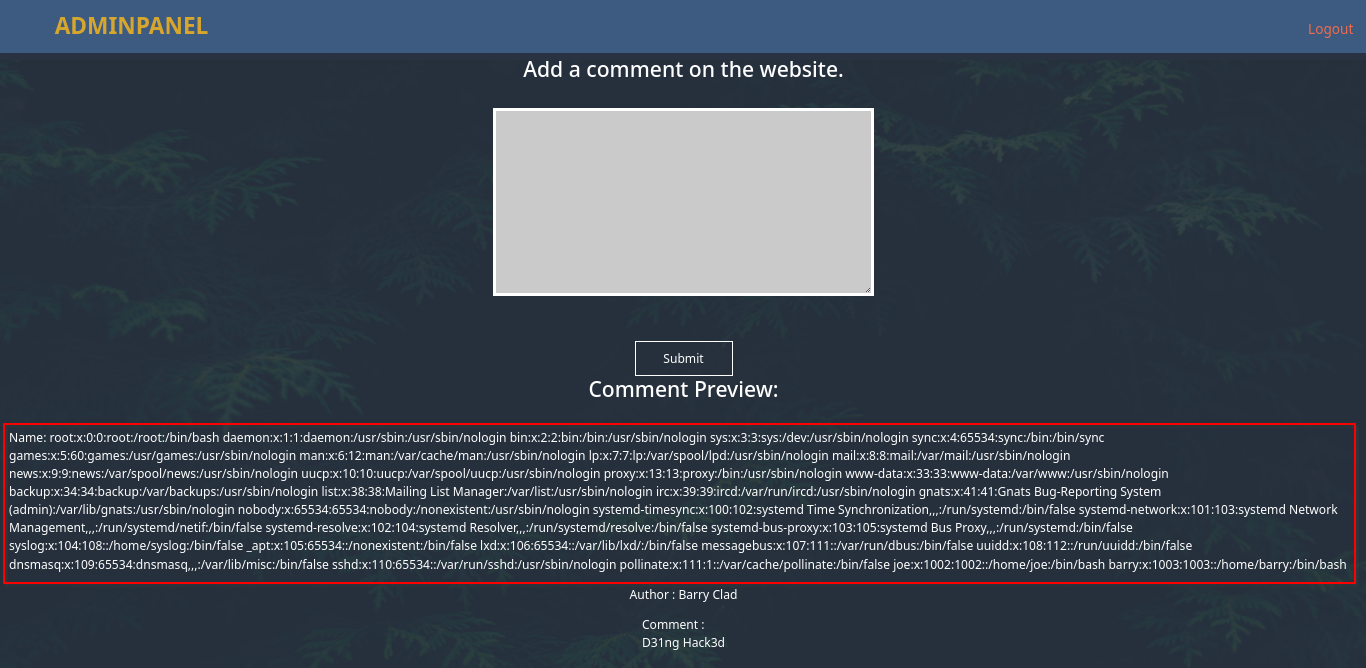 ADMINPANEL
Logout
Add a comment on the website.
Submit
Comment Preview:
Name: root:x:0:0:root:/root:/bin/bash daemon:x:1:1:daemon:/usr/sbin:/usr/sbin/nologin bin:x:2:2:bin:/bin:/usr/sbin/nologin sys:x:3:3:sys:/dev:/usr/sbin/nologin sync:x:4:65534:sync:/bin:/bin/sync
games:x:5:60:games:/usr/games:/usr/sbin/nologin man:x:6:12:man:/var/cache/man:/usr/sbin/nologin lp:x:7:7:lp:/var/spool/lpd:/usr/sbin/nologin mail:x:8:8:mail:/var/mail:/usr/sbin/nologin
news:x:9:9:news:/var/spool/news:/usr/sbin/nologin uucp:x:10:10:uucp:/var/spool/uucp:/usr/sbin/nologin proxy:x:13:13:proxy:/bin:/usr/sbin/nologin www-data:x:33:33:www-data:/var/www:/usr/sbin/nologin
backup:x:34:34:backup:/var/backups:/usr/sbin/nologin list:x:38:38:Mailing List Manager:/var/list:/usr/sbin/nologin irc:x:39:39:ircd:/var/run/ircd:/usr/sbin/nologin gnats:x:41:41:Gnats Bug-Reporting System
(admin):/var/lib/gnats:/usr/sbin/nologin nobody:x:65534:65534:nobody:/nonexistent:/usr/sbin/nologin systemd-timesync:x:100:102:systemd Time Synchronization,,,:/run/systemd:/bin/false systemd-network:x:101:103:systemd Network
Management,,,:/run/systemd/netif:/bin/false systemd-resolve:x:102:104:systemd Resolver,,,:/run/systemd/resolve:/bin/false systemd-bus-proxy:x:103:105:systemd Bus Proxy,,,:/run/systemd:/bin/false
syslog:x:104:108::/home/syslog:/bin/false _apt:x:105:65534::/nonexistent:/bin/false lxd:x:106:65534::/var/lib/lxd/:/bin/false messagebus:x:107:111::/var/run/dbus:/bin/false uuidd:x:108:112::/run/uuidd:/bin/false
dnsmasq:x:109:65534:dnsmasq,,,:/var/lib/misc:/bin/false sshd:x:110:65534::/var/run/sshd:/usr/sbin/nologin pollinate:x:111:1::/var/cache/pollinate:/bin/false joe:x:1002:1002::/home/joe:/bin/bash barry:x:1003:1003::/home/barry:/bin/bash
Author : Barry Clad
Comment :
D31ng Hack3d